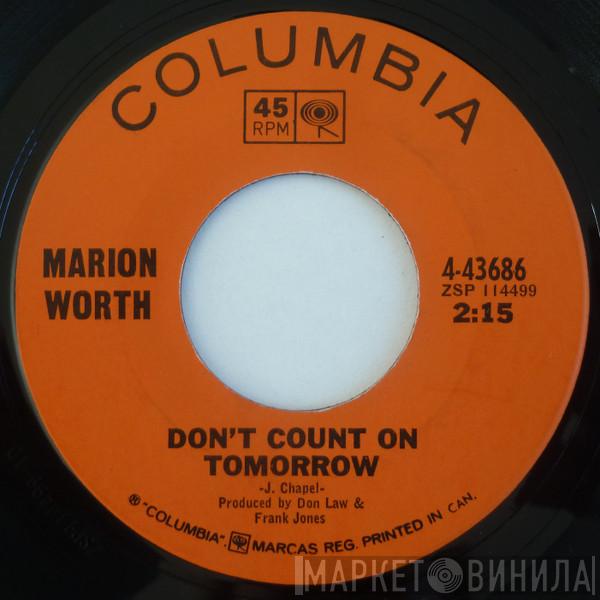 COLUMBIA
45
RPM
MARION
WORTH
4-43686
ZSP 114499
2:15
DON'T COUNT ON
TOMORROW
-J. Chapel-
Produced by Don Law &
Frank Jones
® "COLUMBIA". MARCAS REG. PRINTED IN CAN.
МАРКЕТ ВИНИЛА